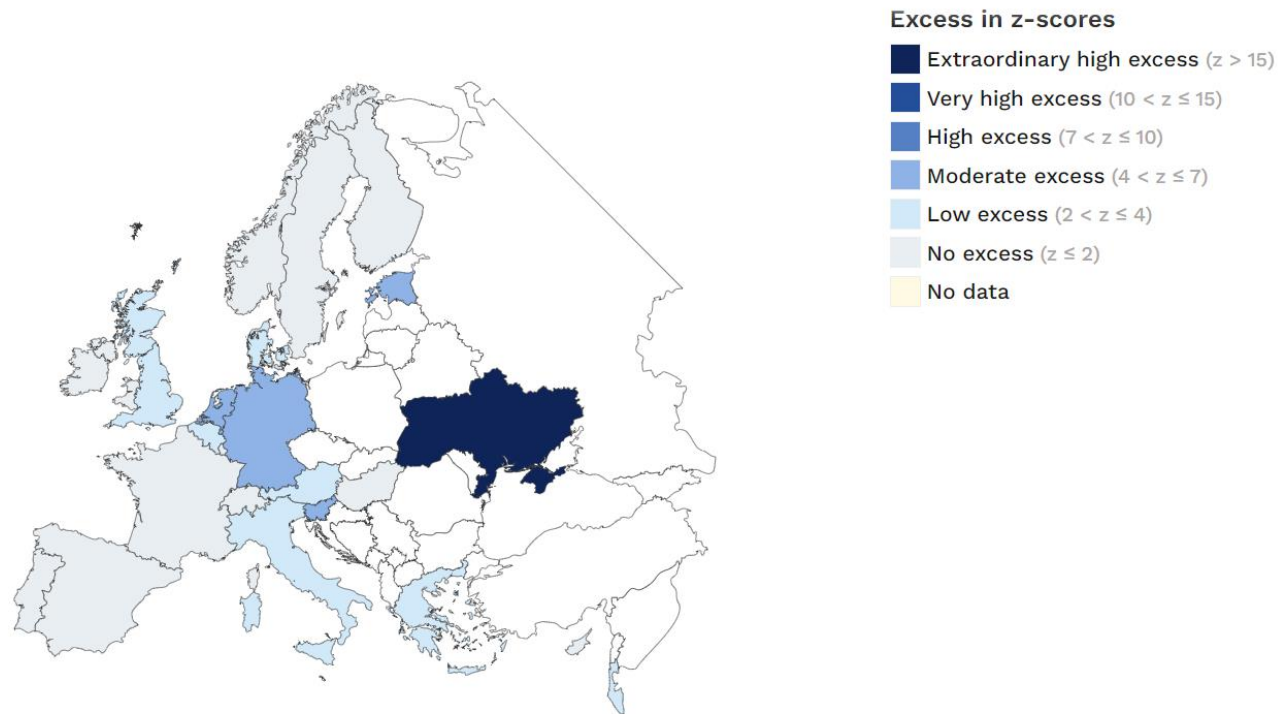 Excess in z-scores
Extraordinary high excess (z > 15)
Very high excess (10 < z ≤ 15)
High excess (7 < z ≤ 10)
Moderate excess (4 < z ≤ 7)
Low excess (2 < z ≤ 4)
No excess (z ≤ 2)
No data